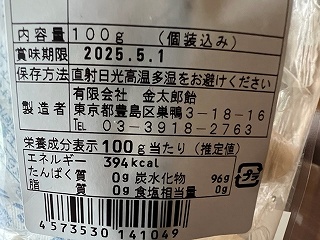 内容量 100g (個装込み)
賞味期限 2025.5.1
保存方法 直射日光高温多湿をお避けください
製造者 有限会社 金太郎飴
東京都豊島区巣鴨3-18-16
TEL 03-3918-2763
栄養成分表示 100g当たり (推定値)
エネルギー 394kcal
たんぱく質 0g 炭水化物 96g
脂質 0g 食塩相当量 0g
プラ
4573530 141049